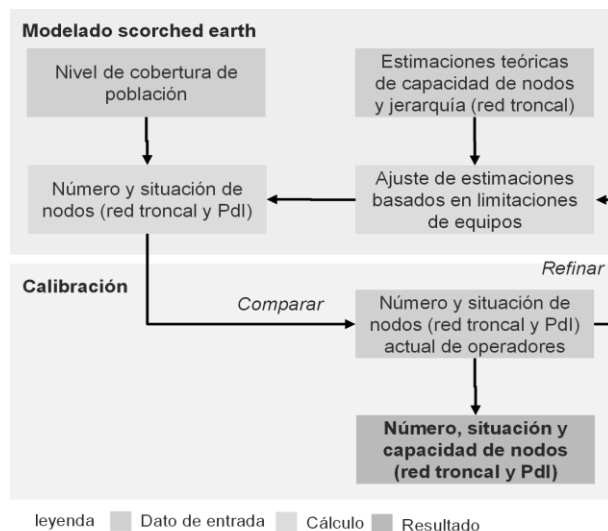 Modelado scorched earth
Nivel de cobertura de
población
Estimaciones teóricas
de capacidad de nodos
y jerarquía (red troncal)
Número y situación de
nodos (red troncal y PdI)
Ajuste de estimaciones
basados en limitaciones
de equipos
Refinar
Calibración
Comparar
Número y situación de
nodos (red troncal y PdI)
actual de operadores
Número, situación y
capacidad de nodos
(red troncal y PdI)
leyenda Dato de entrada Cálculo Resultado